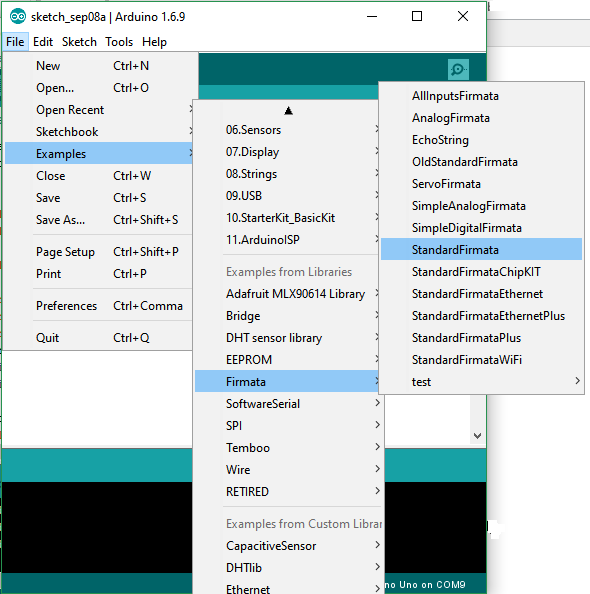 sketch_sep08a | Arduino 1.6.9
File Edit Sketch Tools Help
New Ctrl+N
Open... Ctrl+O
Open Recent
Sketchbook
Examples
Close Ctrl+W
Save Ctrl+S
Save As... Ctrl+Shift+S
Page Setup Ctrl+Shift+P
Print Ctrl+P
Preferences Ctrl+Comma
Quit Ctrl+Q
06.Sensors
07.Display
08.Strings
09.USB
10.StarterKit_BasicKit
11.ArduinoISP
Examples from Libraries
Adafruit MLX90614 Library
Bridge
DHT sensor library
EEPROM
Firmata
SoftwareSerial
SPI
Temboo
Wire
RETIRED
Examples from Custom Librar
CapacitiveSensor
DHTlib
Ethernet
AllInputsFirmata
AnalogFirmata
EchoString
OldStandardFirmata
ServoFirmata
SimpleAnalogFirmata
SimpleDigitalFirmata
StandardFirmata
StandardFirmataChipKIT
StandardFirmataEthernet
StandardFirmataEthernetPlus
StandardFirmataPlus
StandardFirmataWiFi
test
no Uno on COM9